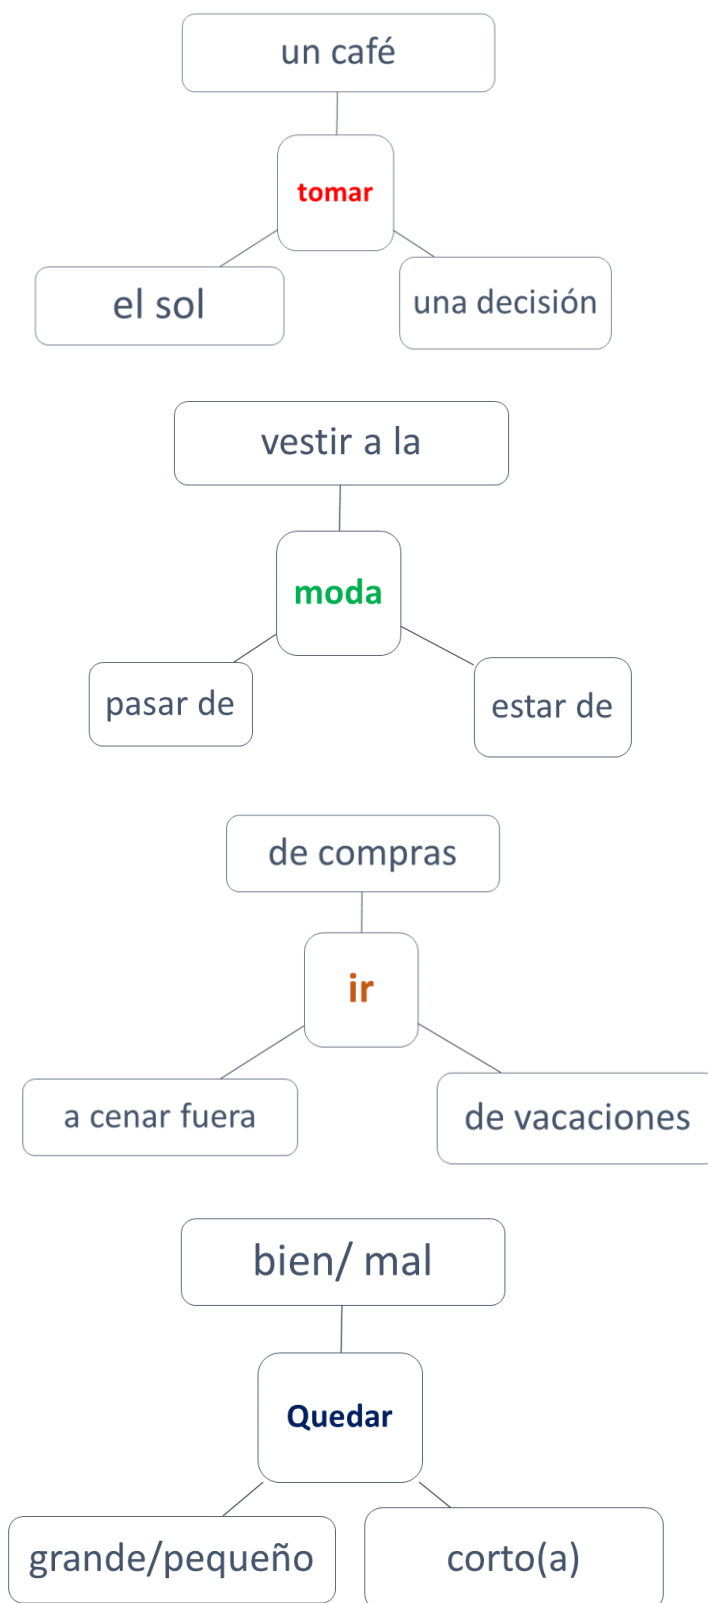 un café
tomar
el sol
una decisión
vestir a la
moda
pasar de
estar de
de compras
ir
a cenar fuera
de vacaciones
bien/ mal
Quedar
grande/pequeño
corto(a)